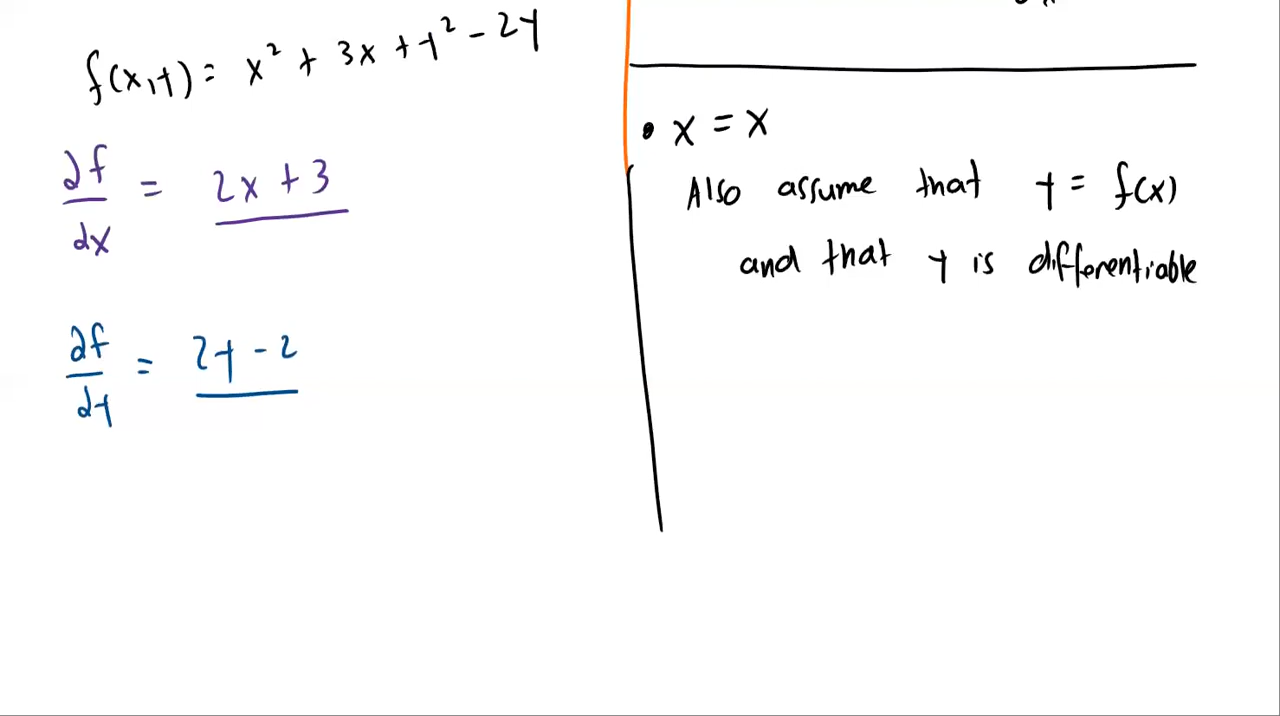 f(x,y) = x² + 3x + y² - 2y
∂f/∂x = 2x + 3
∂f/∂y = 2y - 2
• x = x
Also assume that y = f(x)
and that y is differentiable